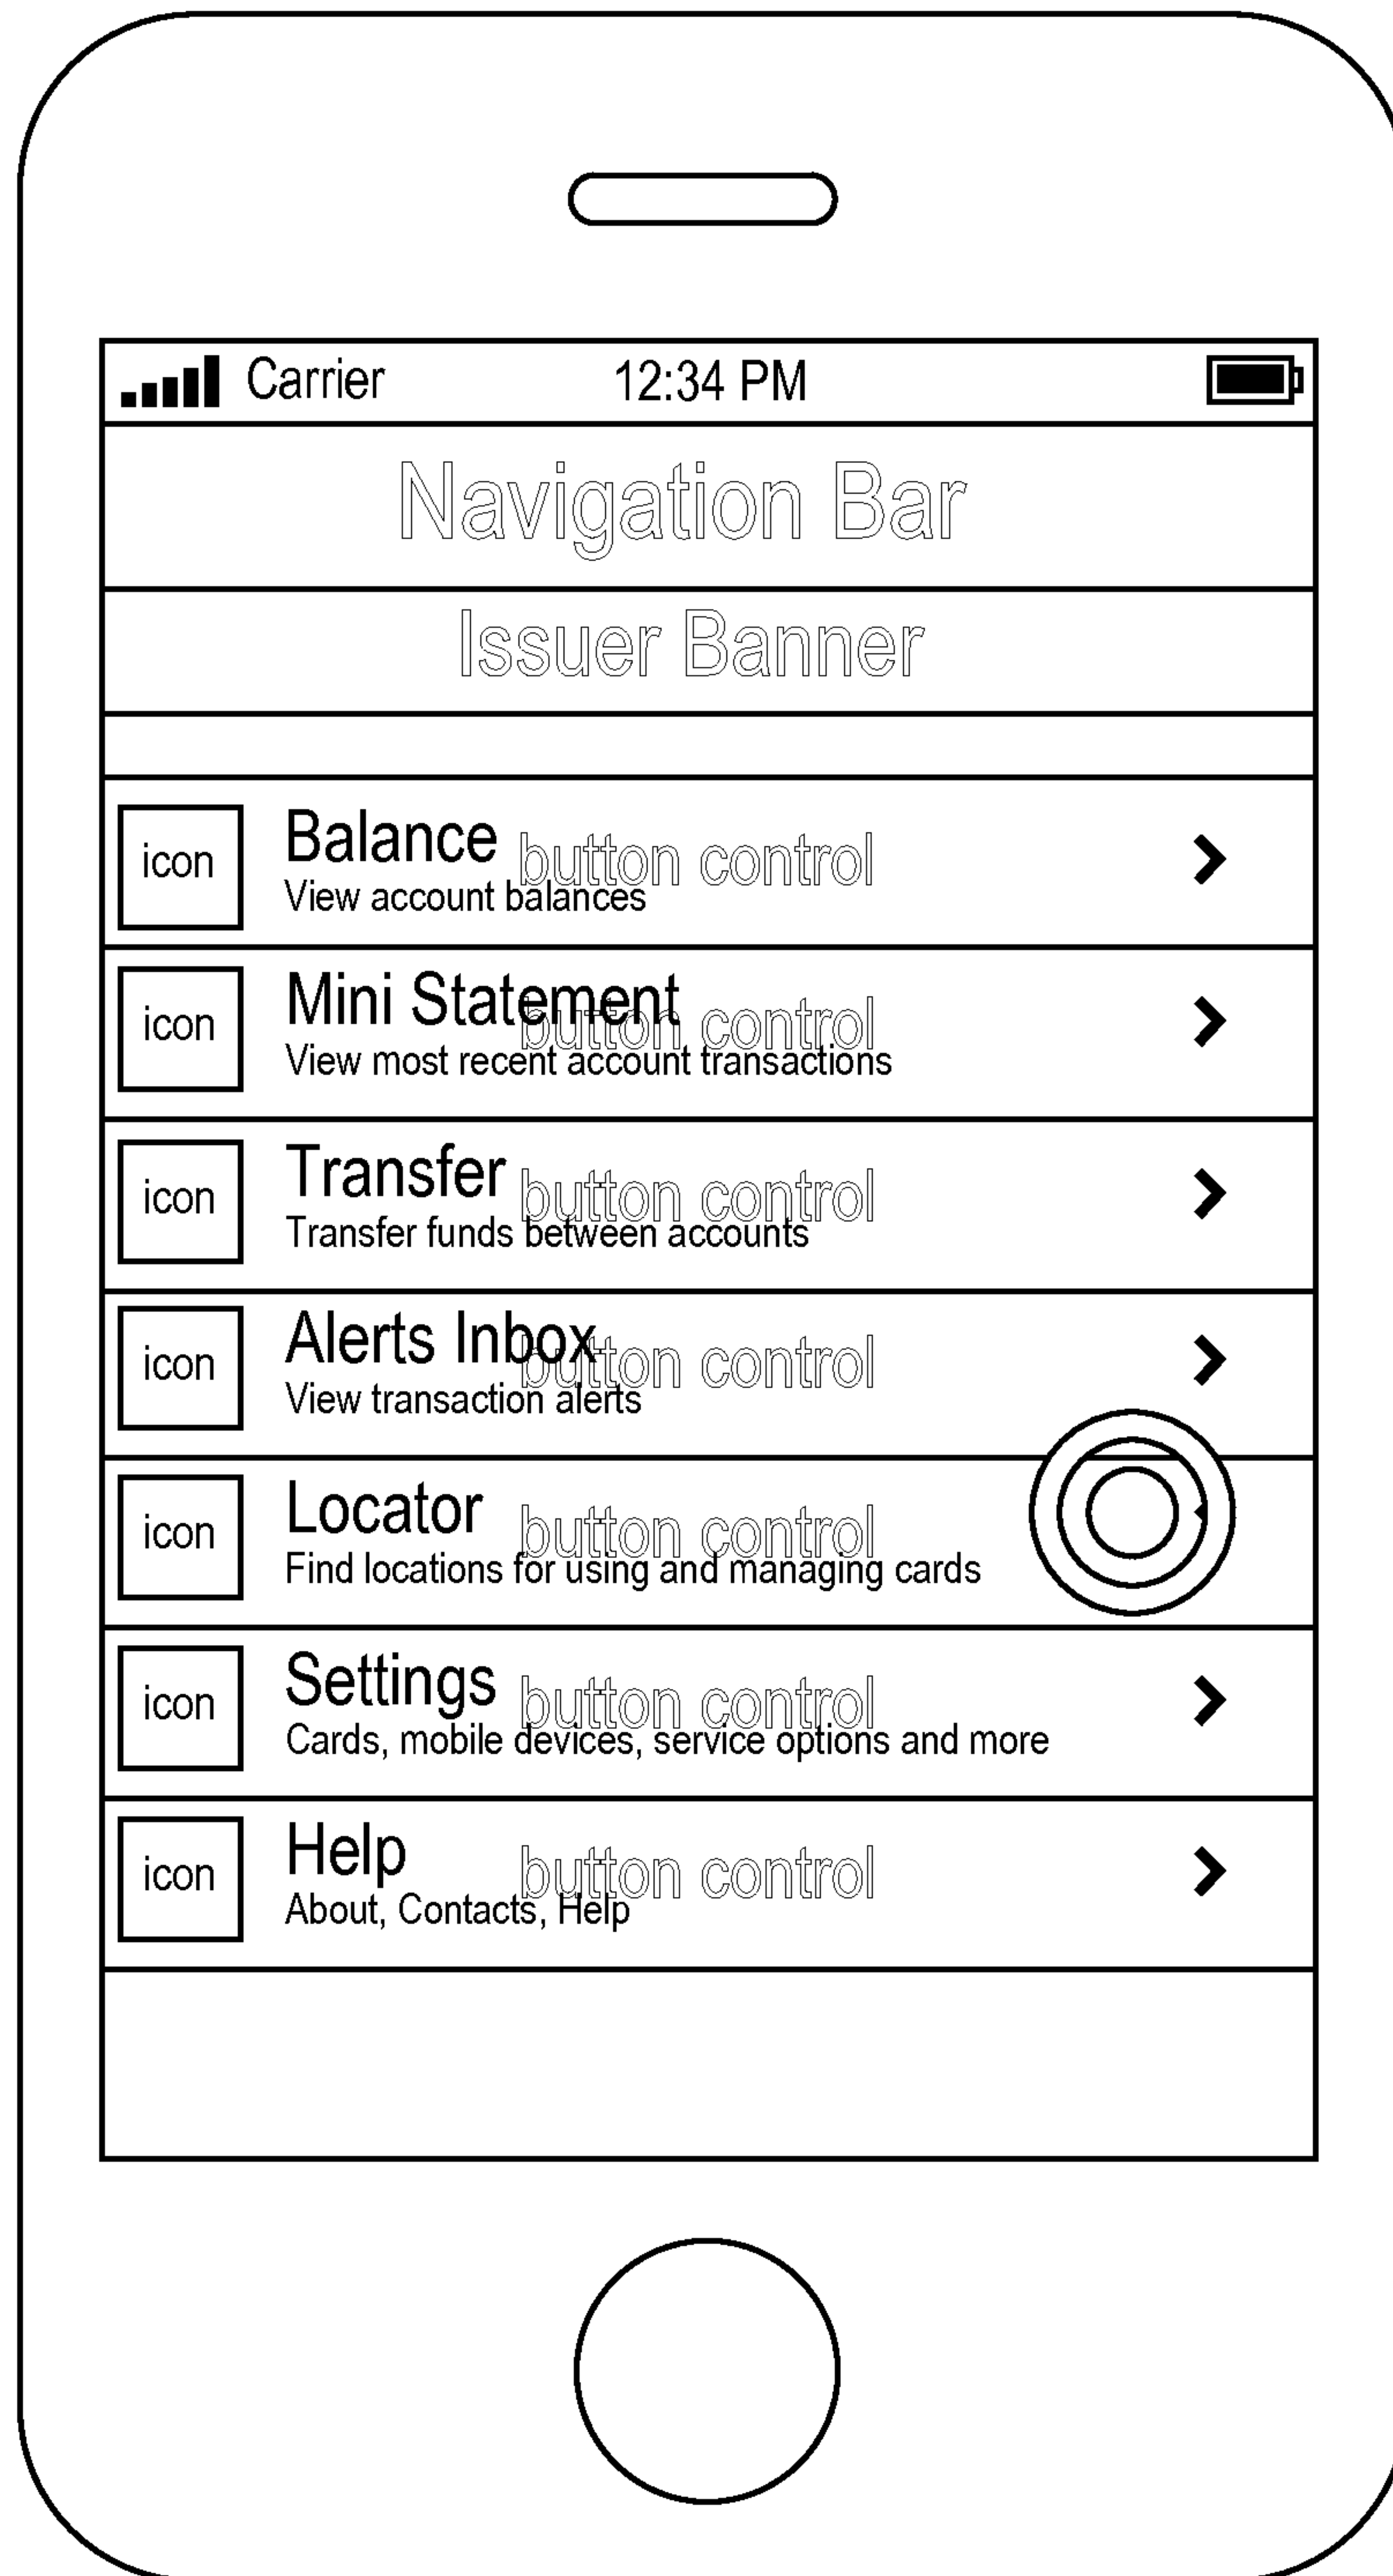 Carrier 12:34 PM
Navigation Bar
Issuer Banner
icon Balance button control
View account balances
icon Mini Statement button control
View most recent account transactions
icon Transfer button control
Transfer funds between accounts
icon Alerts Inbox button control
View transaction alerts
icon Locator button control
Find locations for using and managing cards
icon Settings button control
Cards, mobile devices, service options and more
icon Help button control
About, Contacts, Help